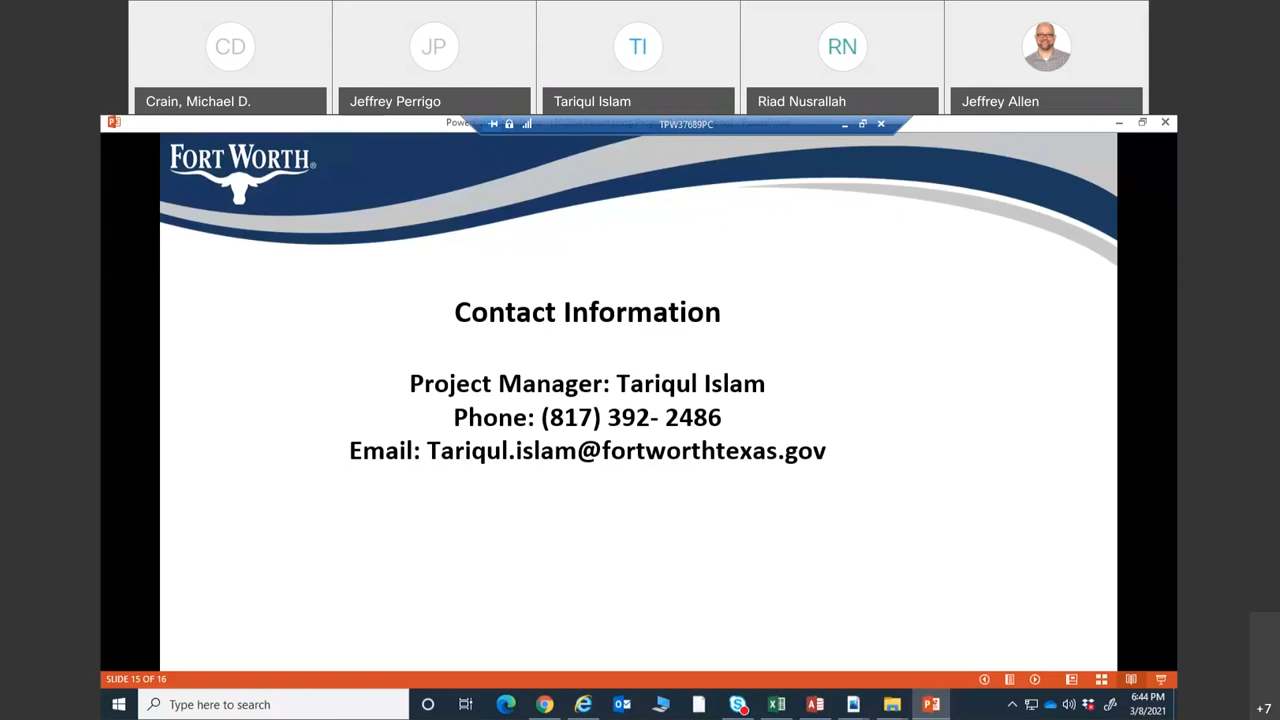 CD
JP
TI
RN
Crain, Michael D.
Jeffrey Perrigo
Tariqul Islam
Riad Nusrallah
Jeffrey Allen
TPW37689PC
FORT WORTH®
Contact Information
Project Manager: Tariqul Islam
Phone: (817) 392- 2486
Email: Tariqul.islam@fortworthtexas.gov
SLIDE 15 OF 16
Type here to search
6:44 PM
3/8/2021
+7